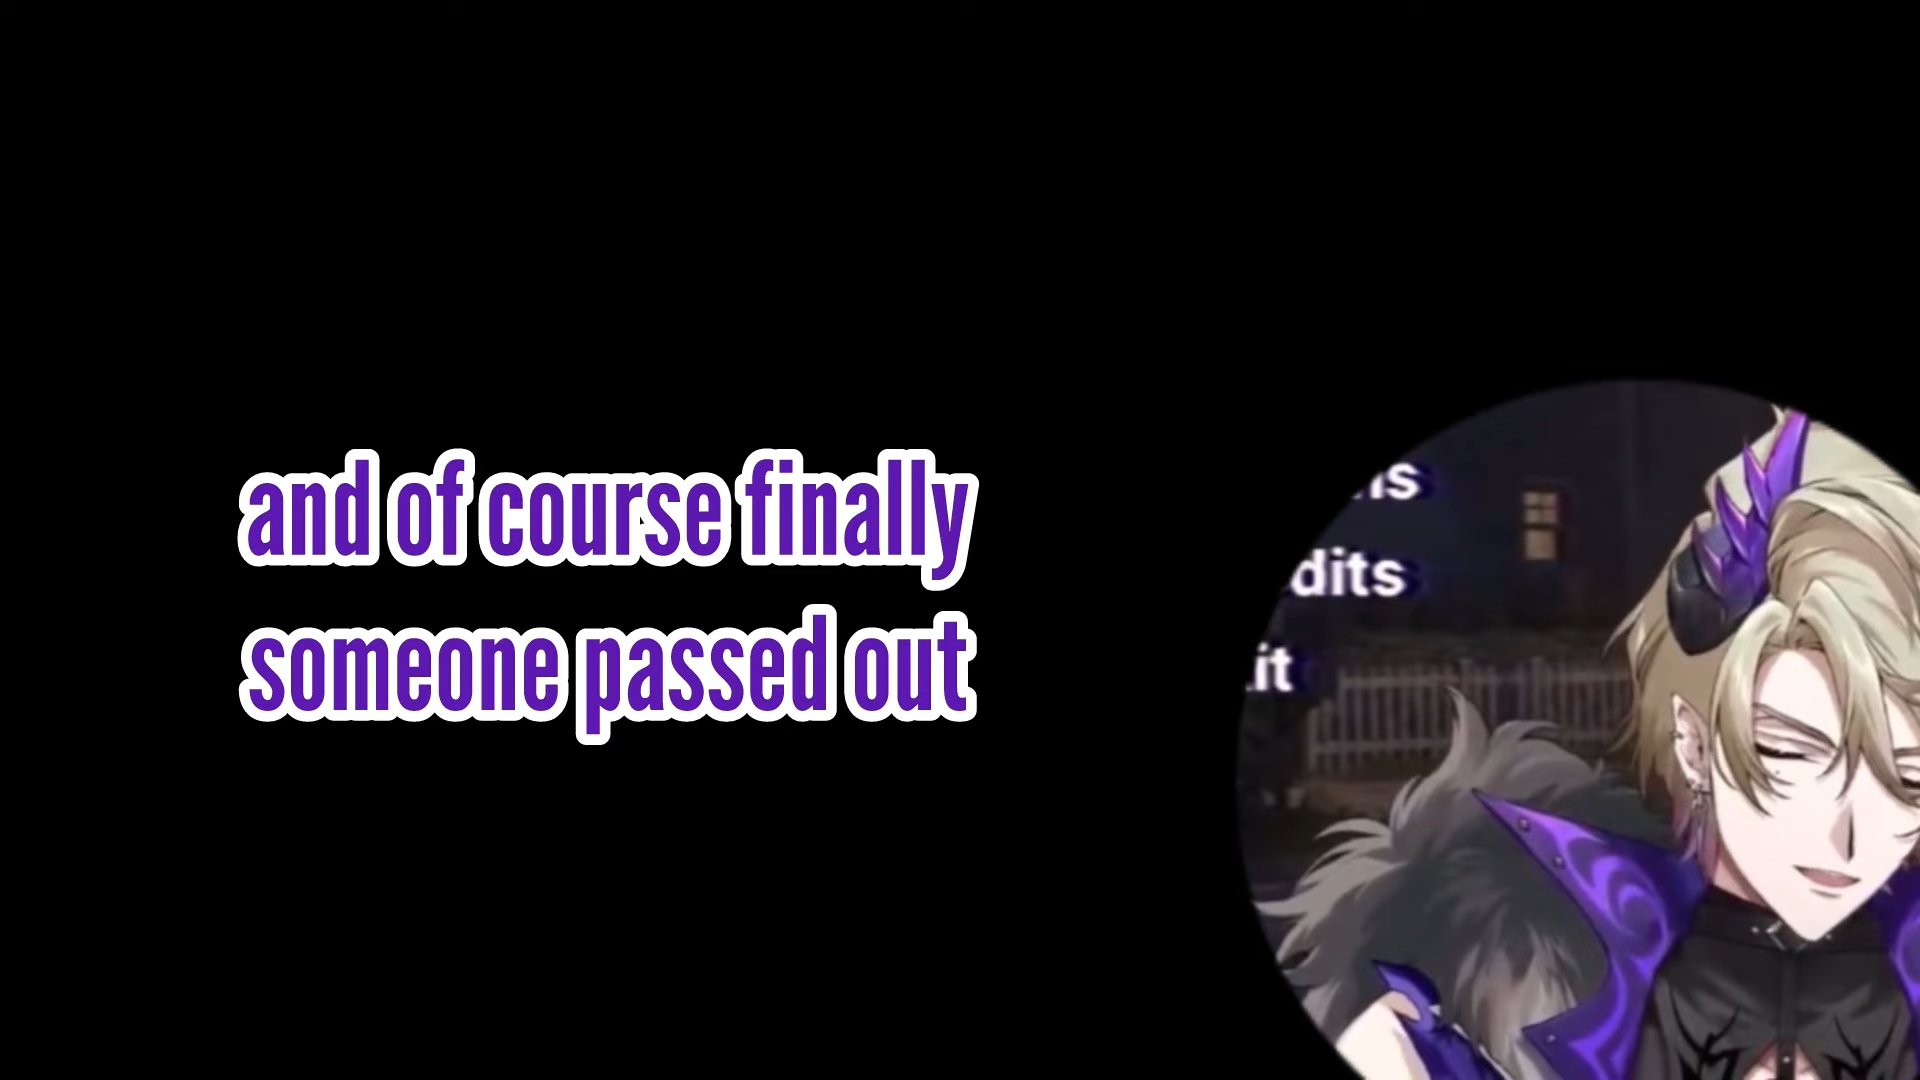 and of course finally
someone passed out
dits
it